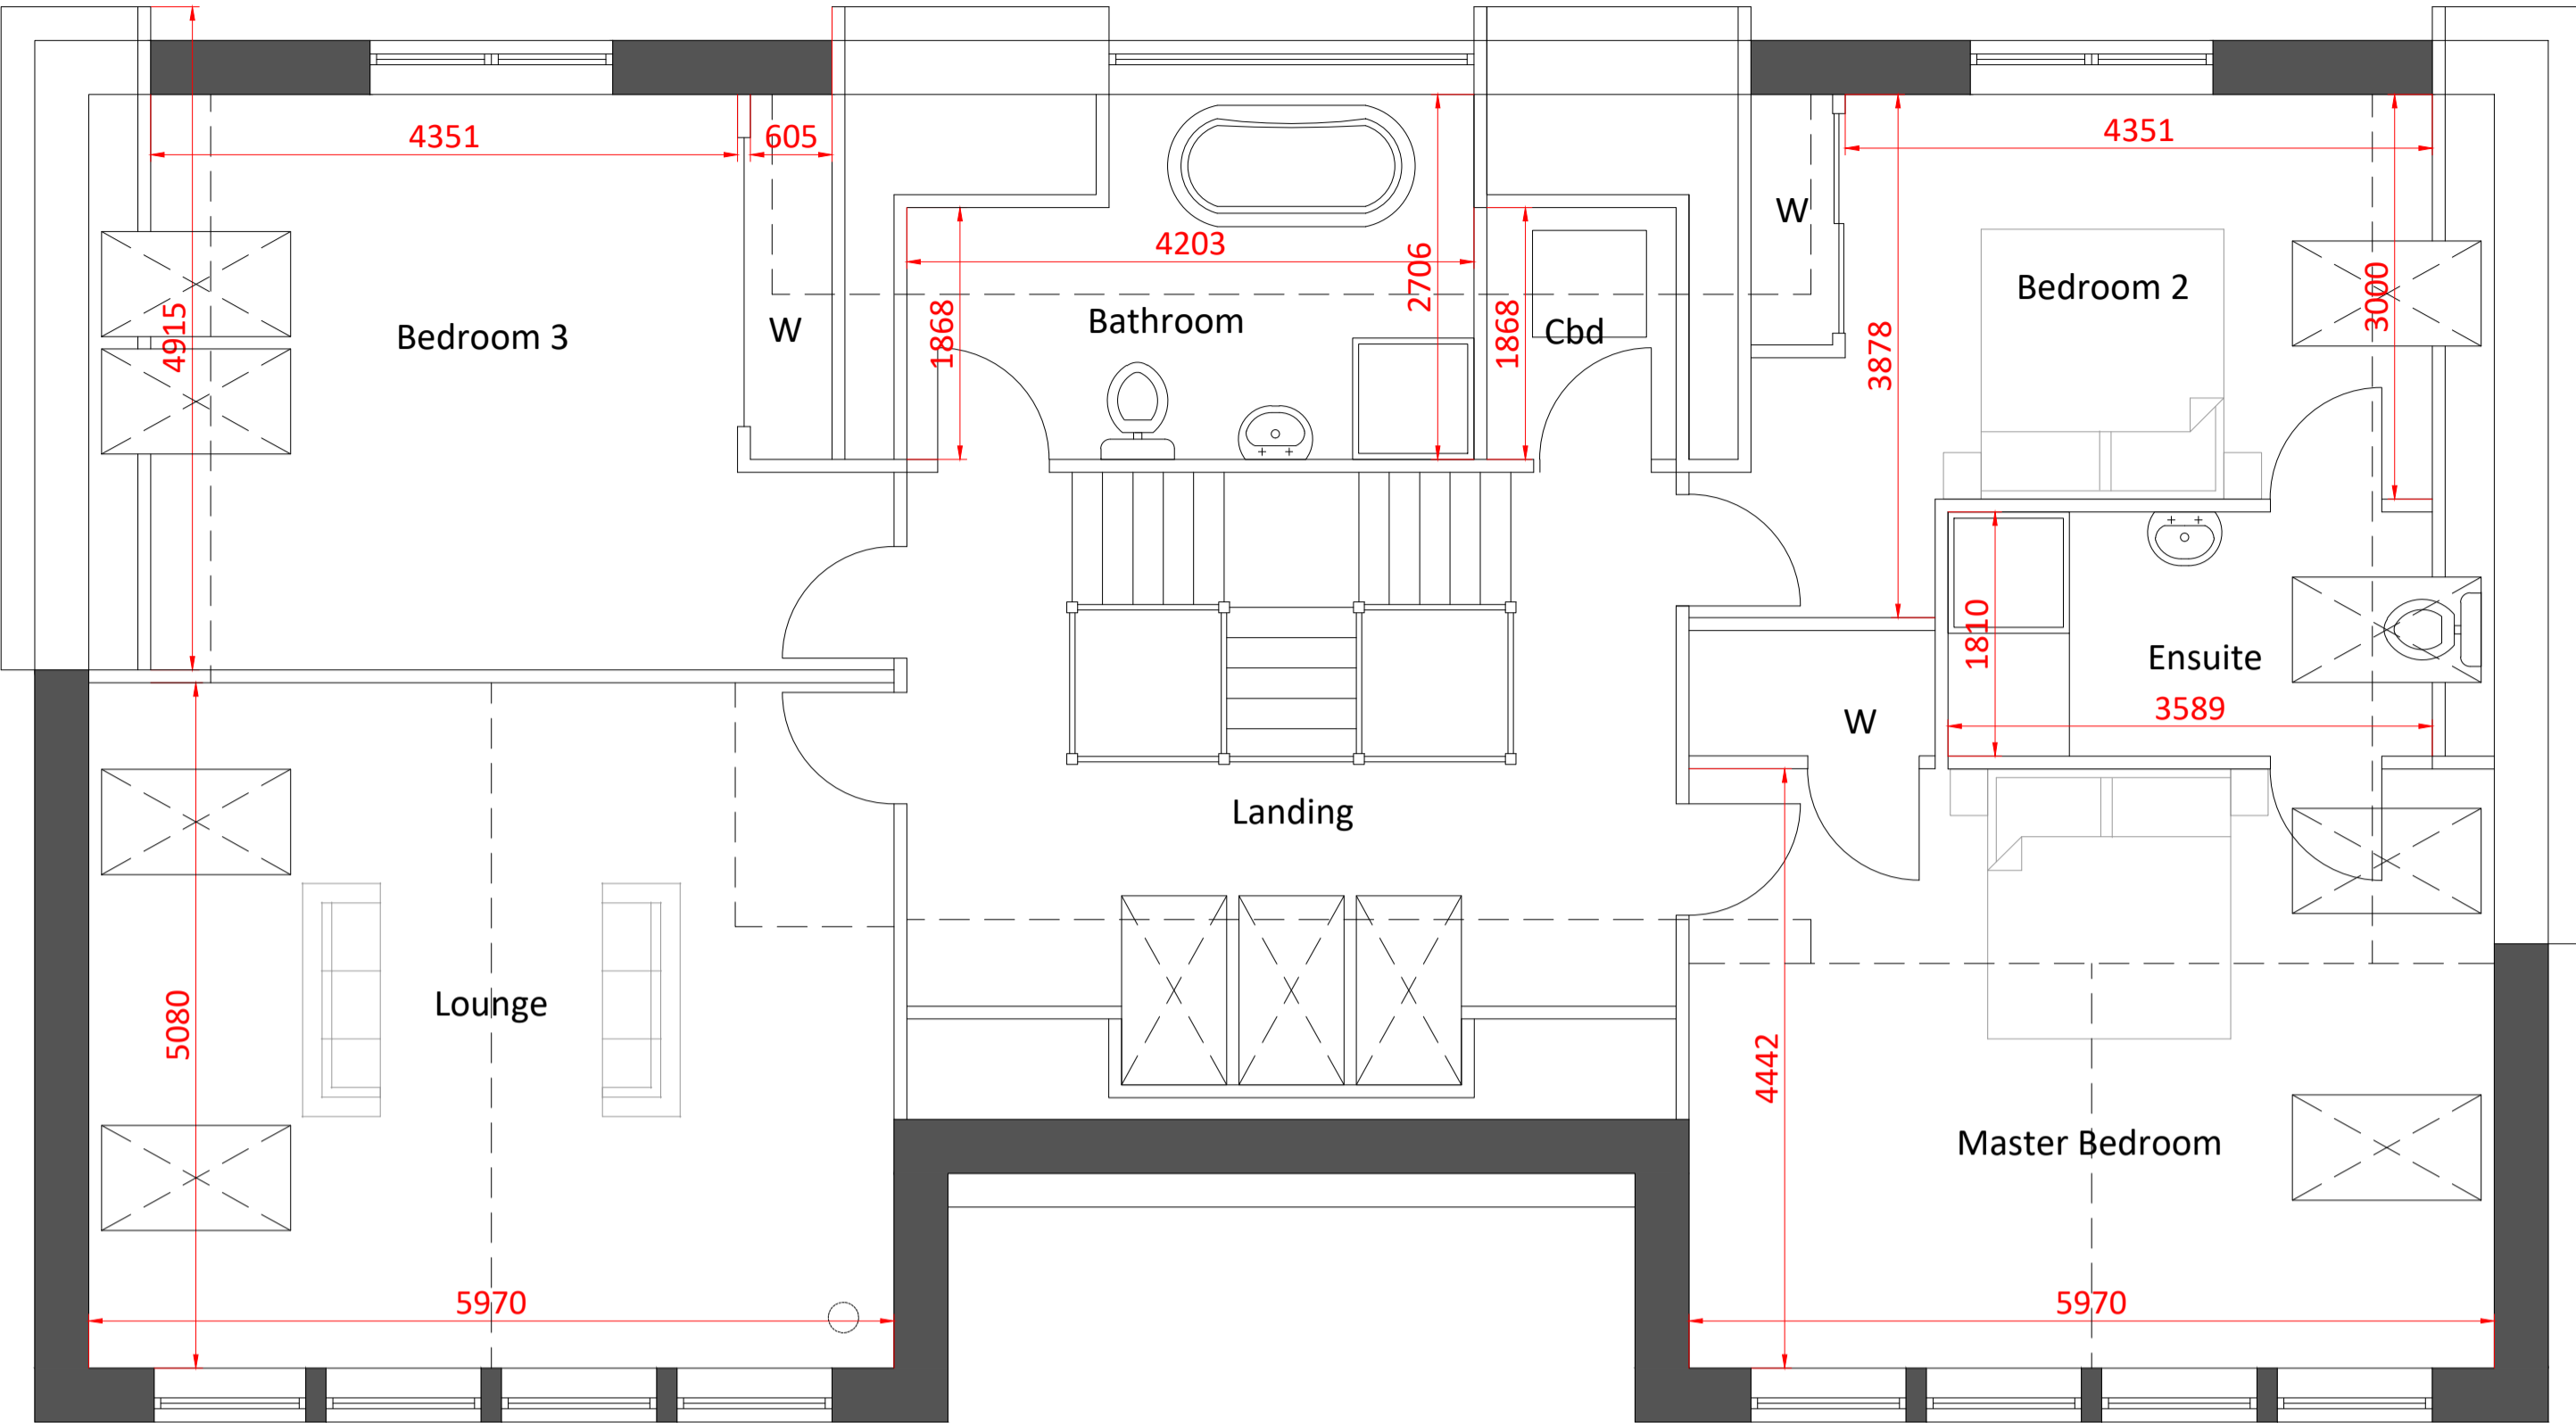 4351
605
4351
W
4203
2706
Bedroom 2
3000
Bathroom
Bedroom 3
W
Cbd
4915
1868
1868
3878
1810
Ensuite
3589
W
Landing
Lounge
5080
4442
Master Bedroom
5970
5970